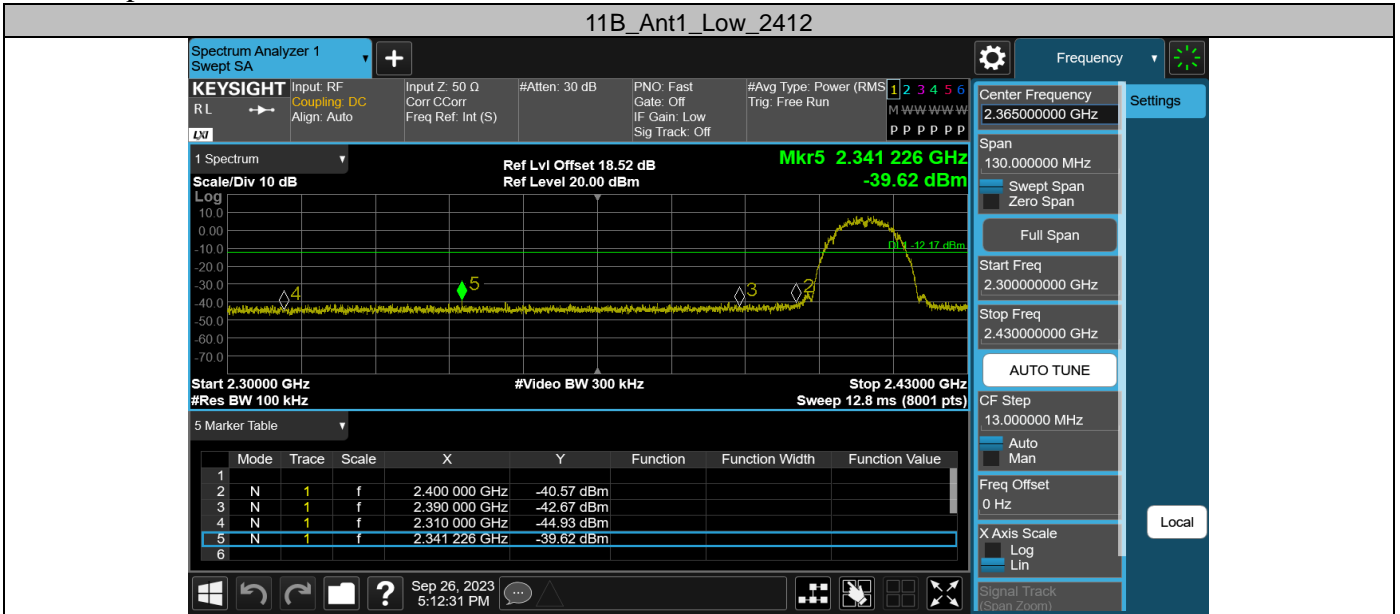 11B_Ant1_Low_2412
Spectrum Analyzer 1
Swept SA
Frequency
KEYSIGHT
Input: RF
Input Z: 50 Ω
#Atten: 30 dB
PNO: Fast
#Avg Type: Power (RMS
1 2 3 4 5 6
R L
Coupling: DC
Corr CCorr
Gate: Off
Trig: Free Run
M W W W W W
Align: Auto
Freq Ref: Int (S)
IF Gain: Low
P P P P P P
LXI
Sig Track: Off
1 Spectrum
Ref Lvl Offset 18.52 dB
Mkr5 2.341 226 GHz
Scale/Div 10 dB
Ref Level 20.00 dBm
-39.62 dBm
Log
10.0
0.00
-10.0
DL1 -12.17 dBm
-20.0
-30.0
-40.0
-50.0
-60.0
-70.0
4
5
3
2
Start 2.30000 GHz
#Video BW 300 kHz
Stop 2.43000 GHz
#Res BW 100 kHz
Sweep 12.8 ms (8001 pts)
5 Marker Table
Mode Trace Scale X Y Function Function Width Function Value
1
2 N 1 f 2.400 000 GHz -40.57 dBm
3 N 1 f 2.390 000 GHz -42.67 dBm
4 N 1 f 2.310 000 GHz -44.93 dBm
5 N 1 f 2.341 226 GHz -39.62 dBm
6
?
Sep 26, 2023
5:12:31 PM
Center Frequency
2.365000000 GHz
Span
130.000000 MHz
Swept Span
Zero Span
Full Span
Start Freq
2.300000000 GHz
Stop Freq
2.430000000 GHz
AUTO TUNE
CF Step
13.000000 MHz
Auto
Man
Freq Offset
0 Hz
X Axis Scale
Log
Lin
Signal Track
(Span Zoom)
Settings
Local